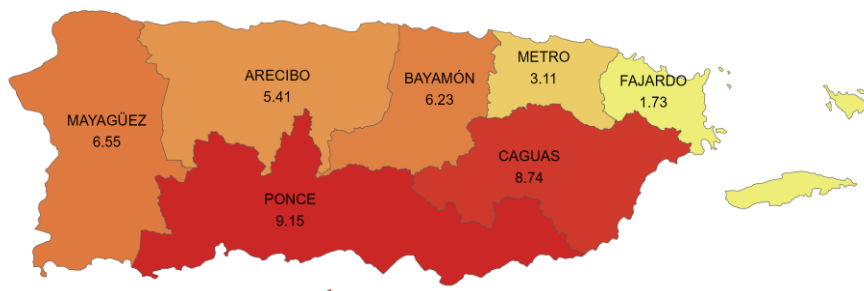 METRO
3.11
ARECIBO
5.41
BAYAMÓN
6.23
FAJARDO
1.73
MAYAGÜEZ
6.55
CAGUAS
8.74
PONCE
9.15